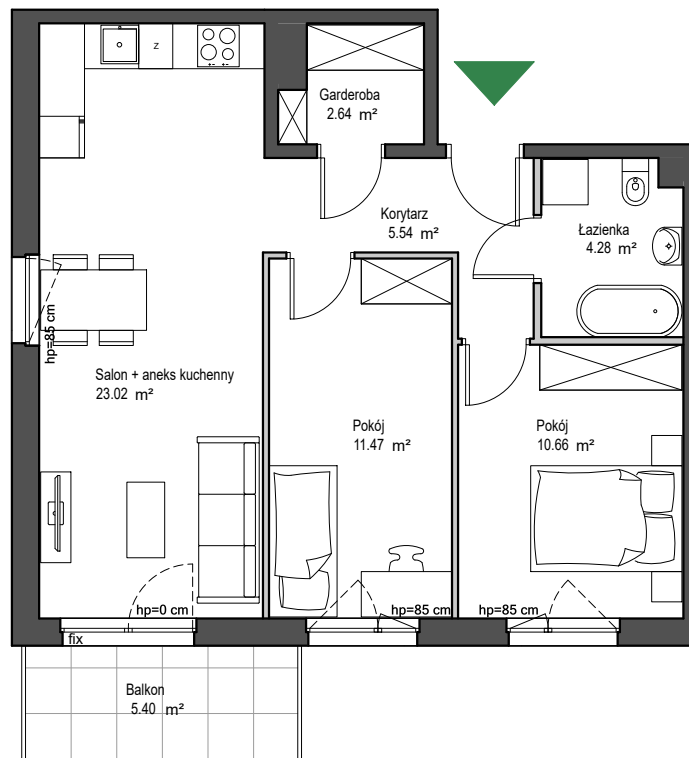 z
Garderoba
2.64 m²
Korytarz
5.54 m²
Łazienka
4.28 m²
hp=85 cm
Salon + aneks kuchenny
23.02 m²
Pokój
11.47 m²
Pokój
10.66 m²
hp=0 cm
hp=85 cm
hp=85 cm
fix
Balkon
5.40 m²